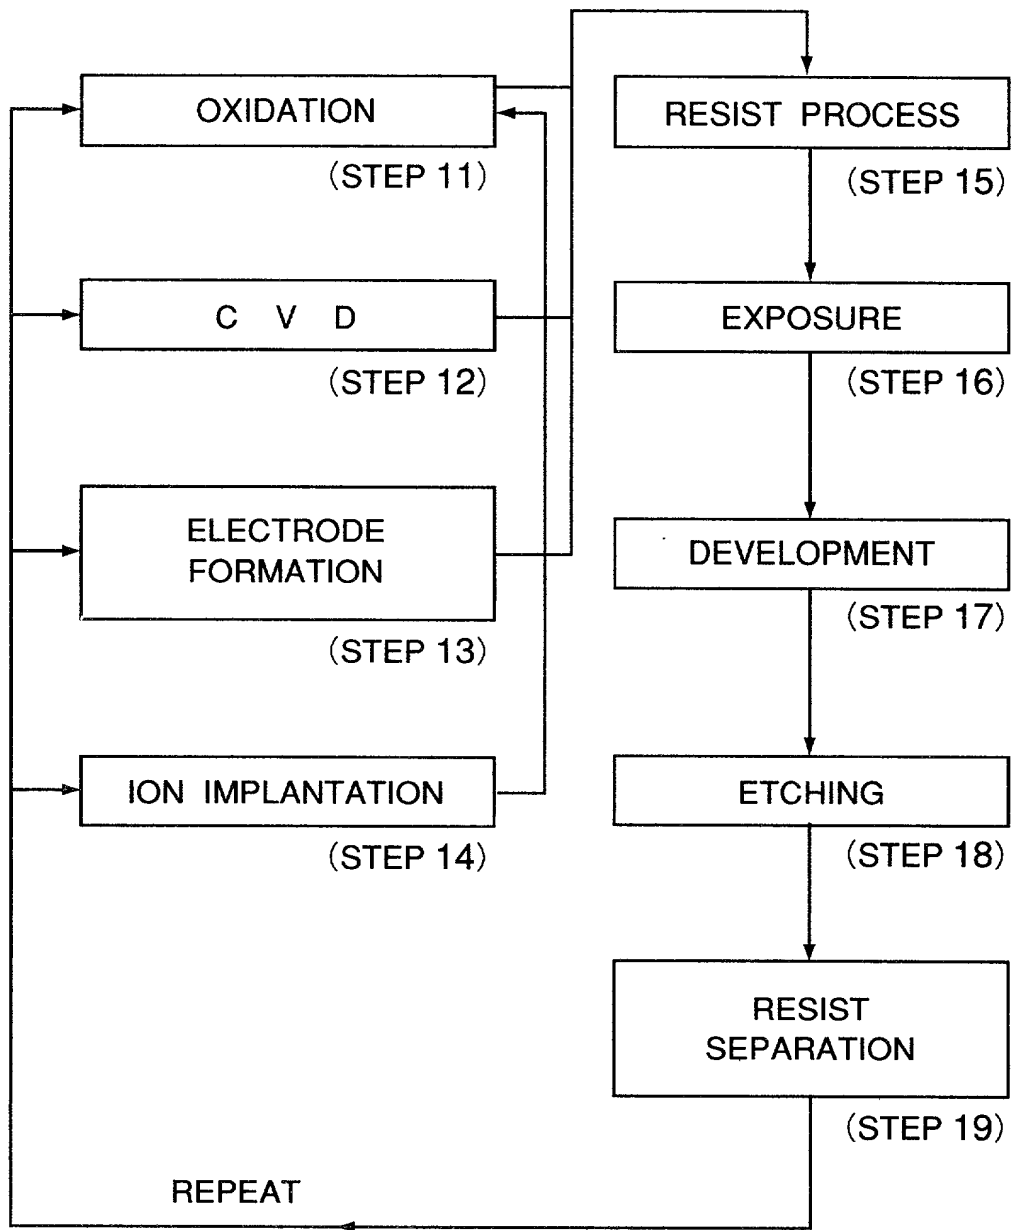 OXIDATION
(STEP 11)
C V D
(STEP 12)
ELECTRODE
FORMATION
(STEP 13)
ION IMPLANTATION
(STEP 14)
RESIST PROCESS
(STEP 15)
EXPOSURE
(STEP 16)
DEVELOPMENT
(STEP 17)
ETCHING
(STEP 18)
RESIST
SEPARATION
(STEP 19)
REPEAT